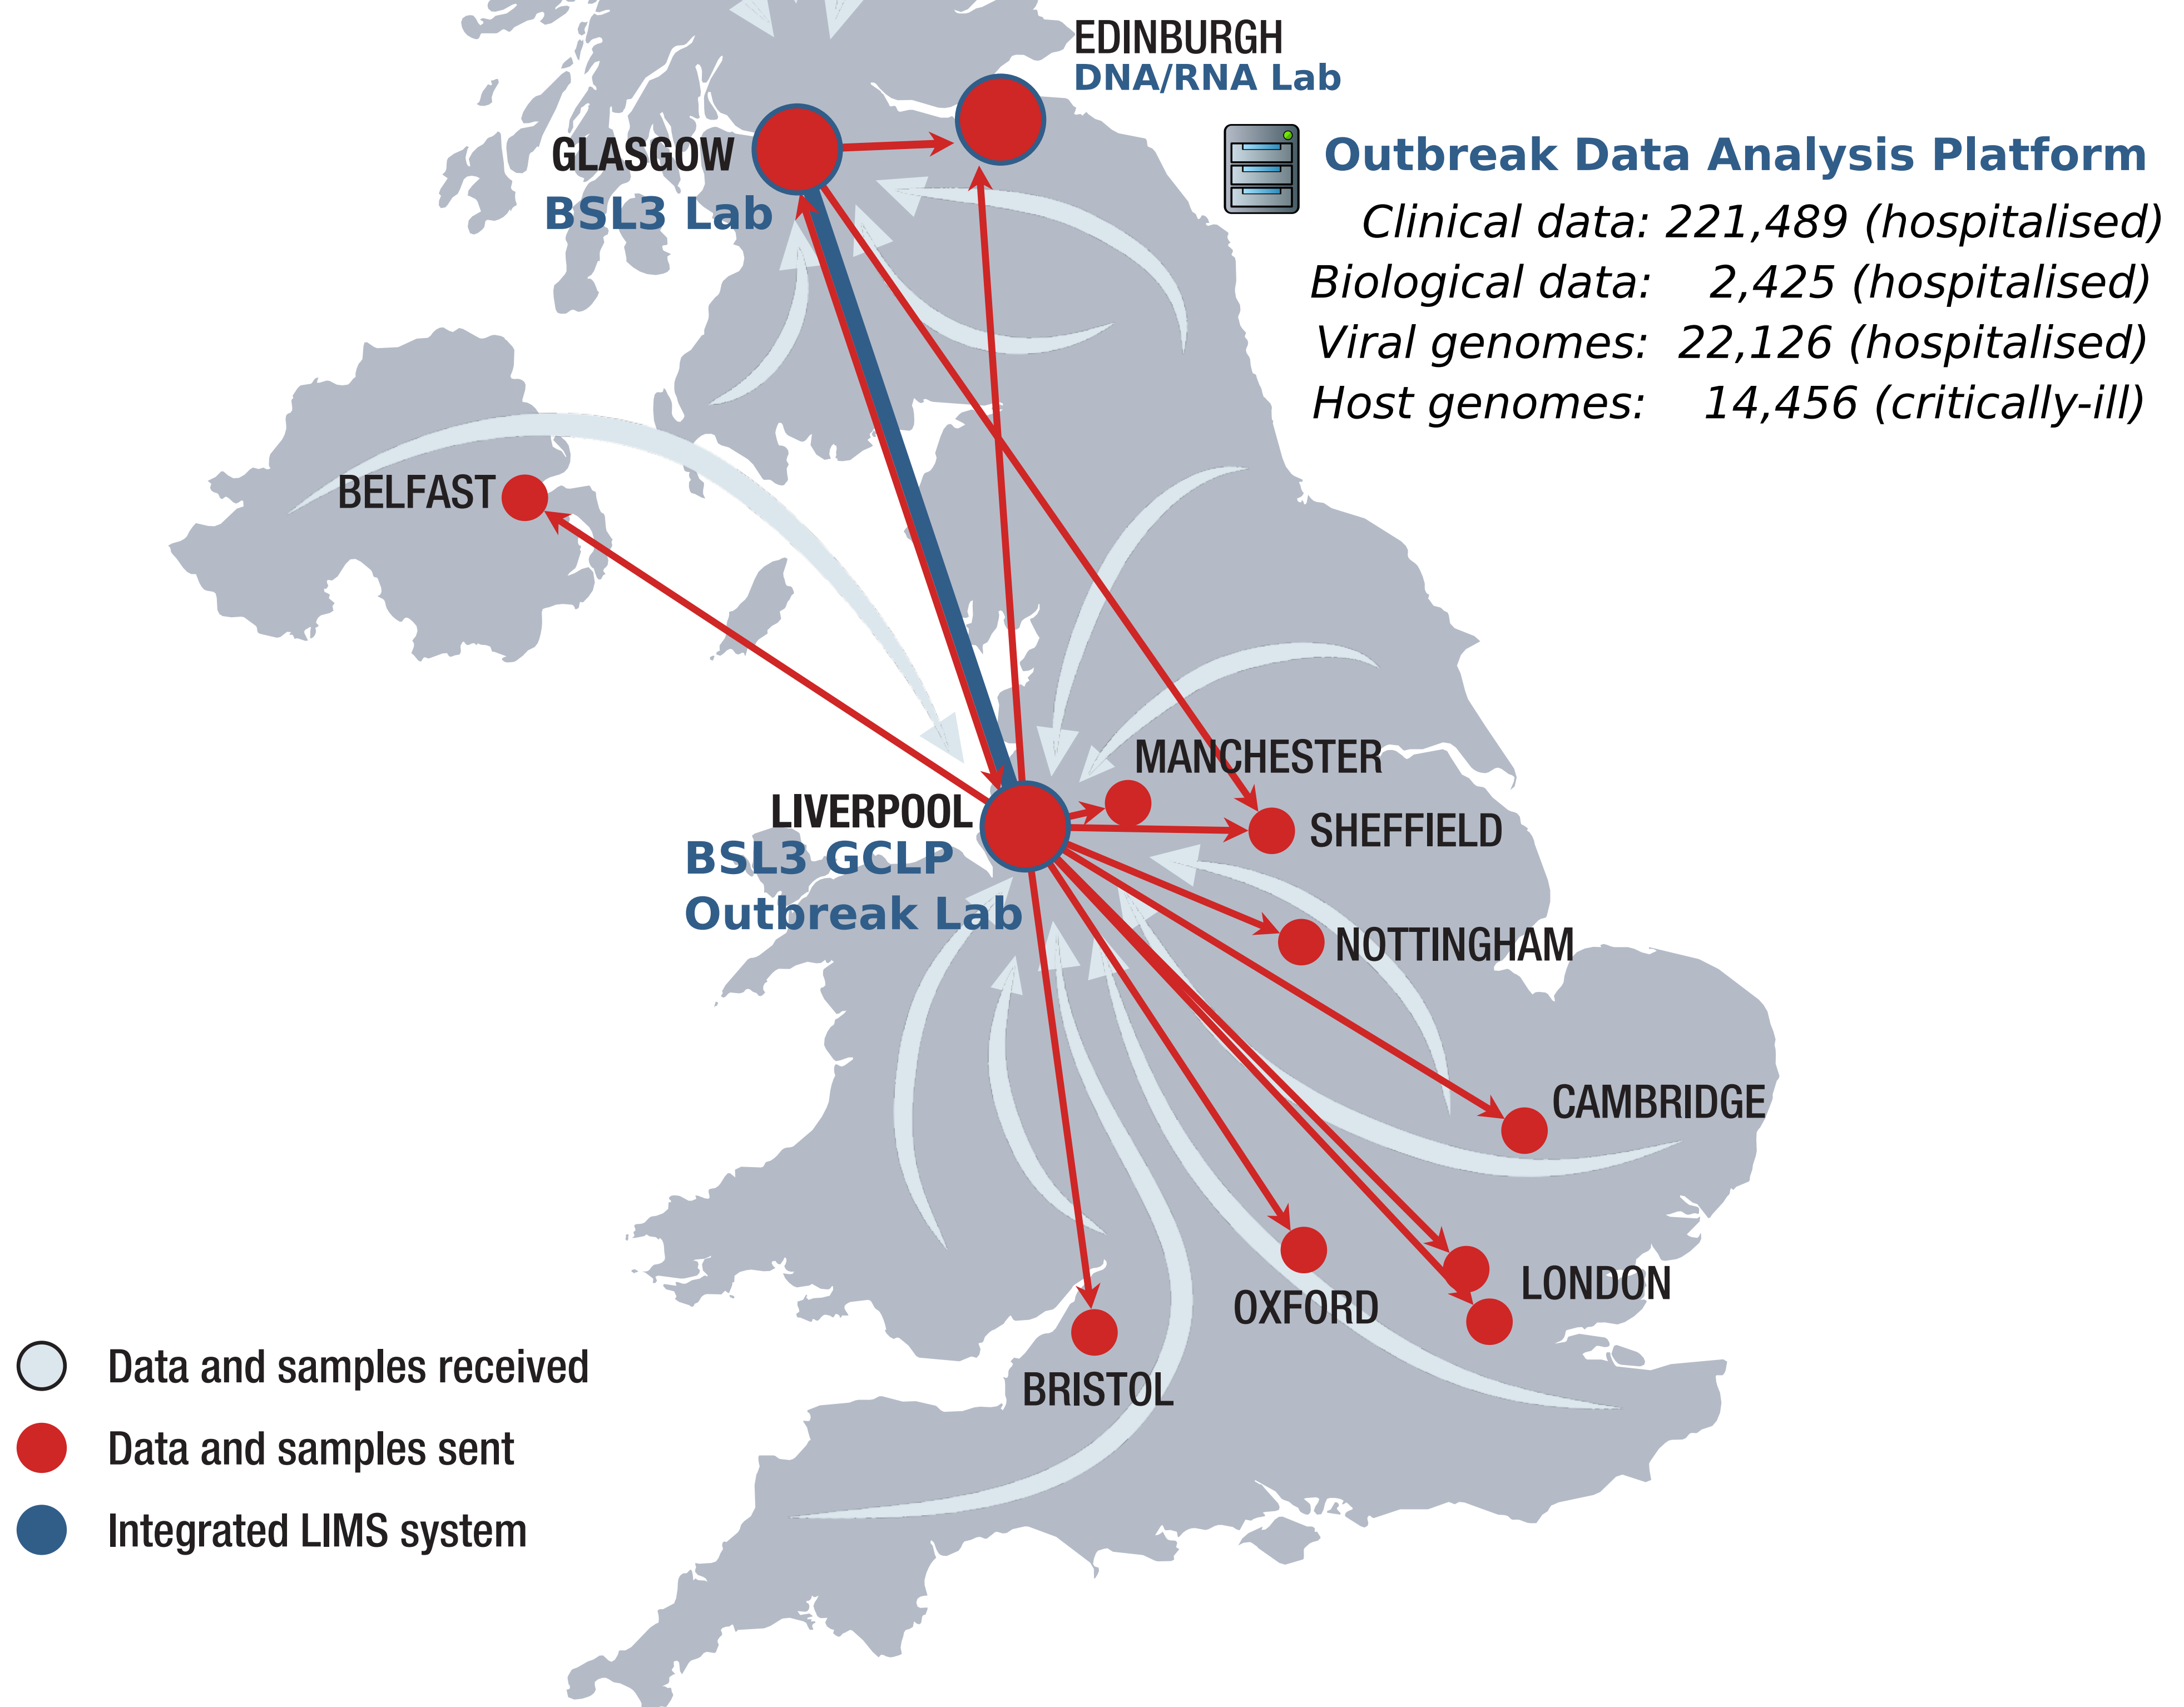 EDINBURGH
DNA/RNA Lab
GLASGOW
BSL3 Lab
Outbreak Data Analysis Platform
Clinical data: 221,489 (hospitalised)
Biological data: 2,425 (hospitalised)
Viral genomes: 22,126 (hospitalised)
Host genomes: 14,456 (critically-ill)
BELFAST
MANCHESTER
LIVERPOOL
BSL3 GCLP
Outbreak Lab
SHEFFIELD
NOTTINGHAM
CAMBRIDGE
LONDON
OXFORD
BRISTOL
Data and samples received
Data and samples sent
Integrated LIMS system